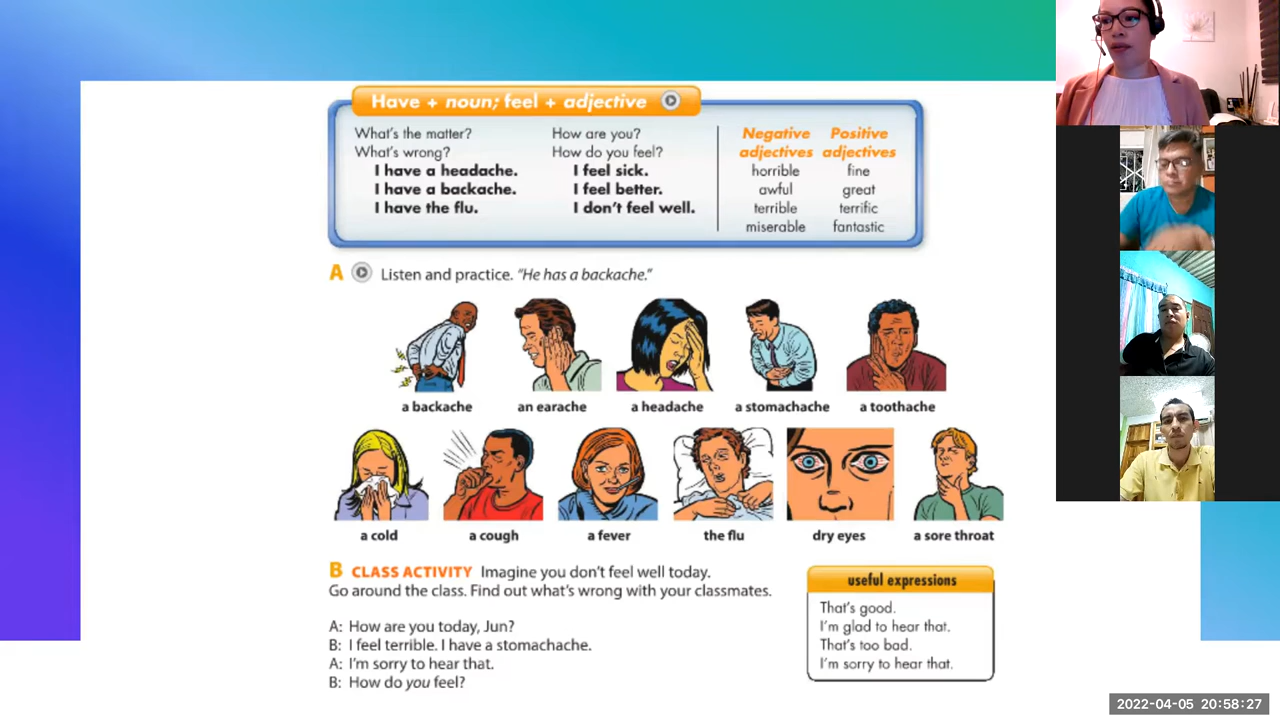 Have + noun; feel + adjective
What's the matter?
What's wrong?
I have a headache.
I have a backache.
I have the flu.
How are you?
How do you feel?
I feel sick.
I feel better.
I don't feel well.
Negative adjectives
horrible
awful
terrible
miserable
Positive adjectives
fine
great
terrific
fantastic
A Listen and practice. "He has a backache."
a backache an earache a headache a stomachache a toothache
a cold a cough a fever the flu dry eyes a sore throat
B CLASS ACTIVITY Imagine you don't feel well today.
Go around the class. Find out what's wrong with your classmates.
A: How are you today, Jun?
B: I feel terrible. I have a stomachache.
A: I'm sorry to hear that.
B: How do you feel?
useful expressions
That's good.
I'm glad to hear that.
That's too bad.
I'm sorry to hear that.
2022-04-05 20:58:27